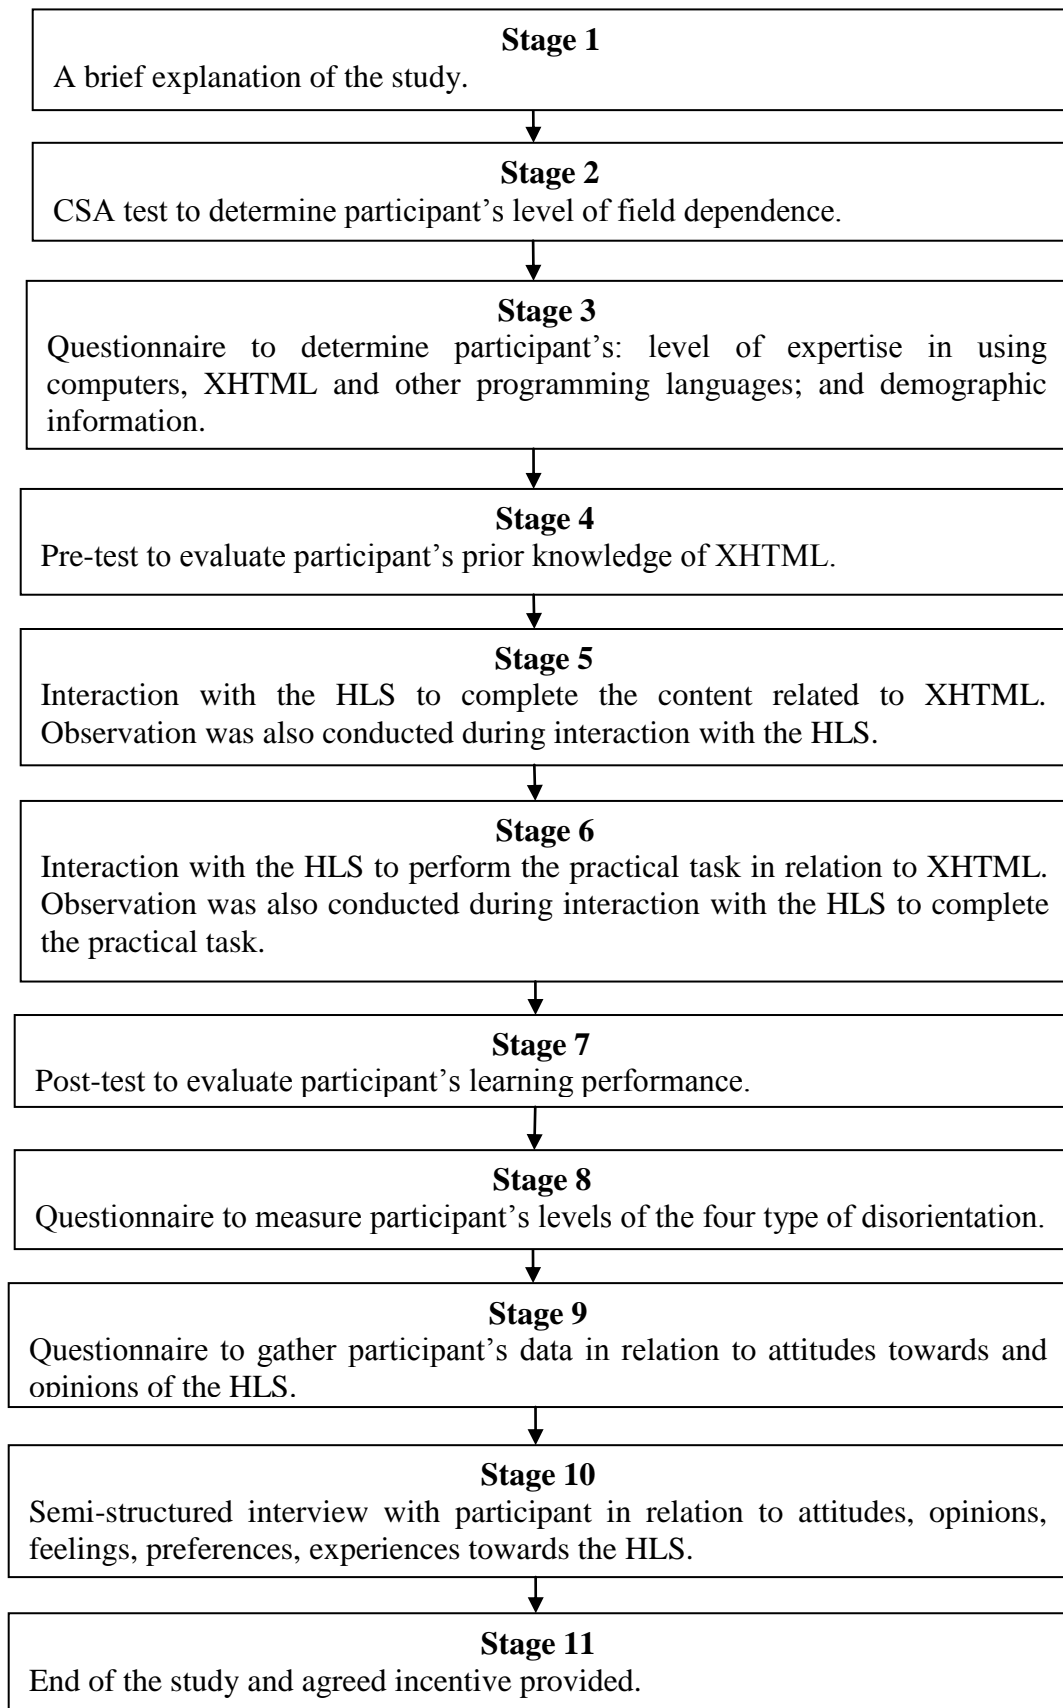 Stage 1
A brief explanation of the study.
Stage 2
CSA test to determine participant’s level of field dependence.
Stage 3
Questionnaire to determine participant’s: level of expertise in using
computers, XHTML and other programming languages; and demographic
information.
Stage 4
Pre-test to evaluate participant’s prior knowledge of XHTML.
Stage 5
Interaction with the HLS to complete the content related to XHTML.
Observation was also conducted during interaction with the HLS.
Stage 6
Interaction with the HLS to perform the practical task in relation to XHTML.
Observation was also conducted during interaction with the HLS to complete
the practical task.
Stage 7
Post-test to evaluate participant’s learning performance.
Stage 8
Questionnaire to measure participant’s levels of the four type of disorientation.
Stage 9
Questionnaire to gather participant’s data in relation to attitudes towards and
opinions of the HLS.
Stage 10
Semi-structured interview with participant in relation to attitudes, opinions,
feelings, preferences, experiences towards the HLS.
Stage 11
End of the study and agreed incentive provided.